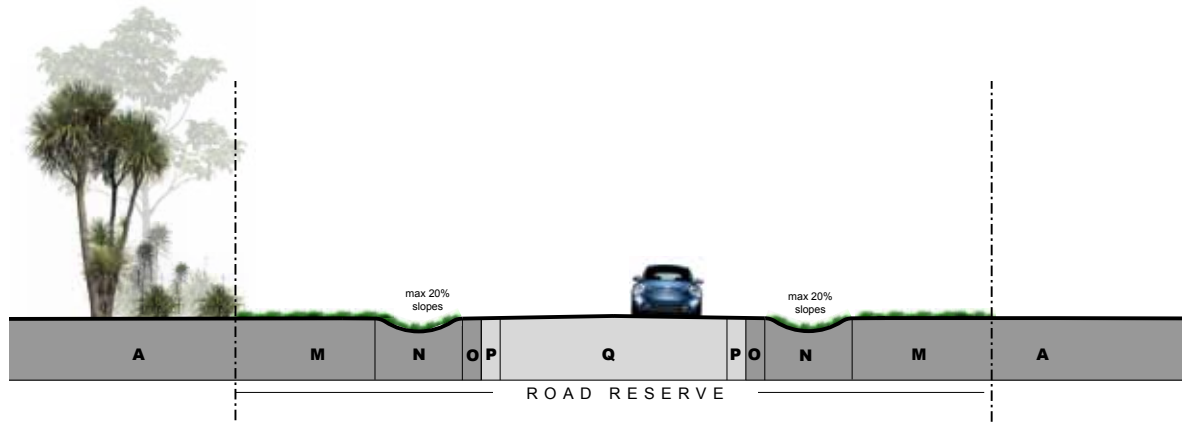 max 20%
slopes
max 20%
slopes
A M N O P Q P O N M A
ROAD RESERVE